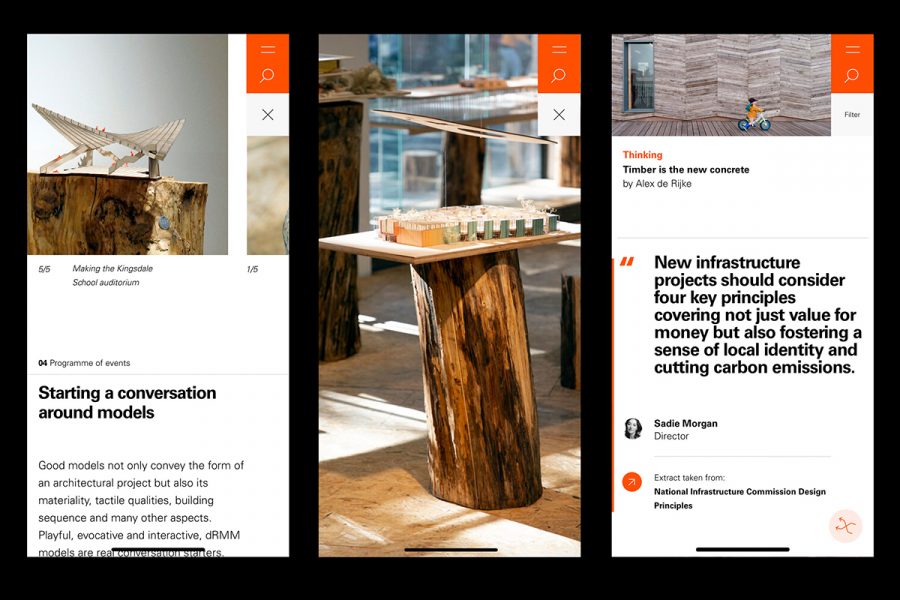 5/5
Making the Kingsdale
School auditorium
1/5
04 Programme of events
Starting a conversation
around models
Good models not only convey the form of
an architectural project but also its
materiality, tactile qualities, building
sequence and many other aspects.
Playful, evocative and interactive, dRMM
models are real conversation starters.
Filter
Thinking
Timber is the new concrete
by Alex de Rijke
“
New infrastructure
projects should consider
four key principles
covering not just value for
money but also fostering a
sense of local identity and
cutting carbon emissions.
Sadie Morgan
Director
Extract taken from:
National Infrastructure Commission Design
Principles